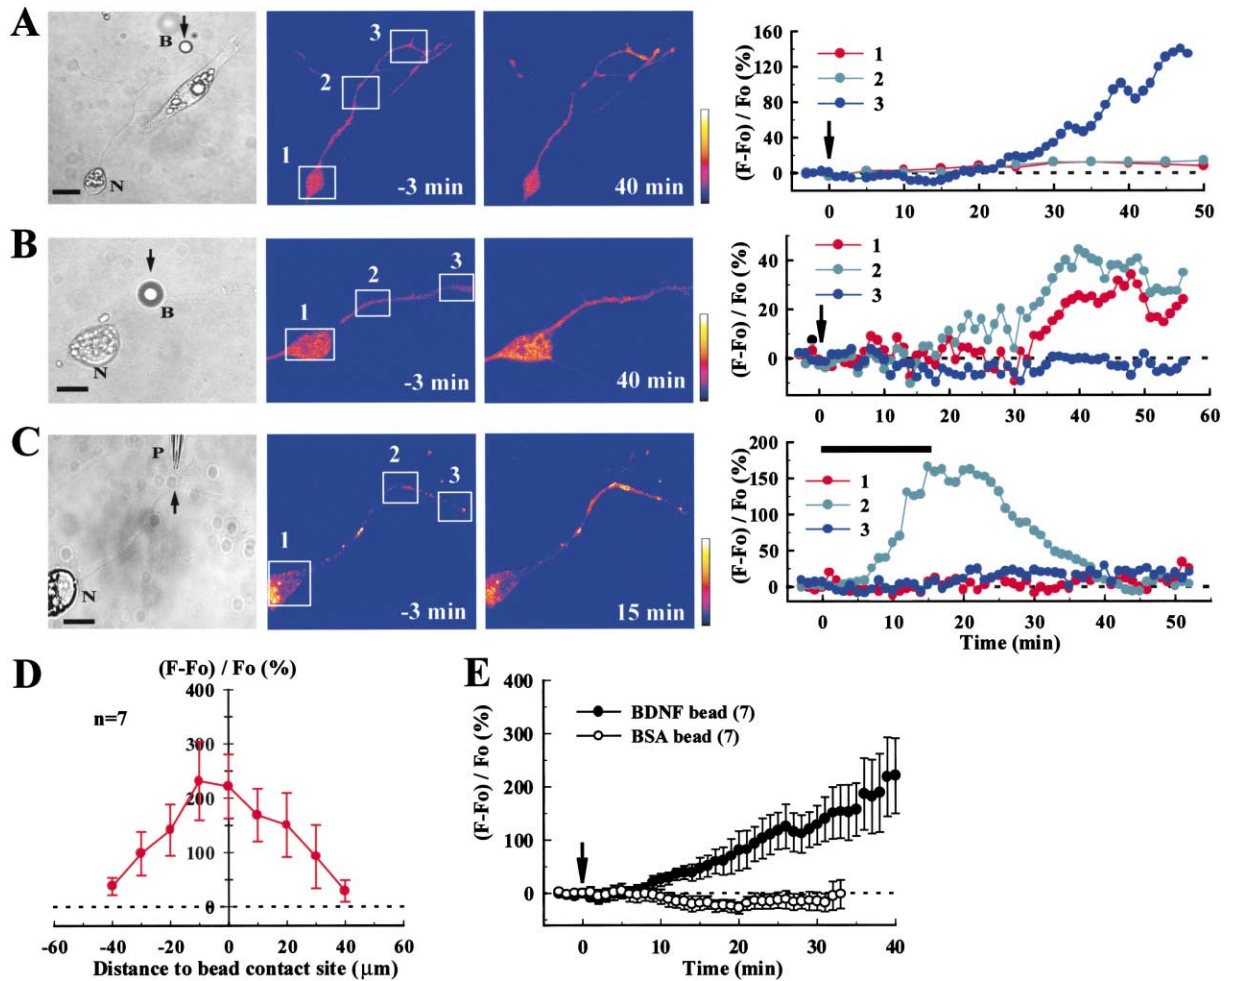 A
B
N
1
2
3
-3 min
40 min
(F-Fo) / Fo (%)
160
120
80
40
0
1
2
3
0
10
20
30
40
50
B
B
N
1
2
3
-3 min
40 min
(F-Fo) / Fo (%)
40
20
0
1
2
3
0
10
20
30
40
50
60
C
P
N
1
2
3
-3 min
15 min
(F-Fo) / Fo (%)
200
150
100
50
0
1
2
3
0
10
20
30
40
50
Time (min)
D
(F-Fo) / Fo (%)
n=7
400
300
200
100
0
-60
-40
-20
0
20
40
60
Distance to bead contact site (μm)
E
(F-Fo) / Fo (%)
400
300
200
100
0
BDNF bead (7)
BSA bead (7)
0
10
20
30
40
Time (min)